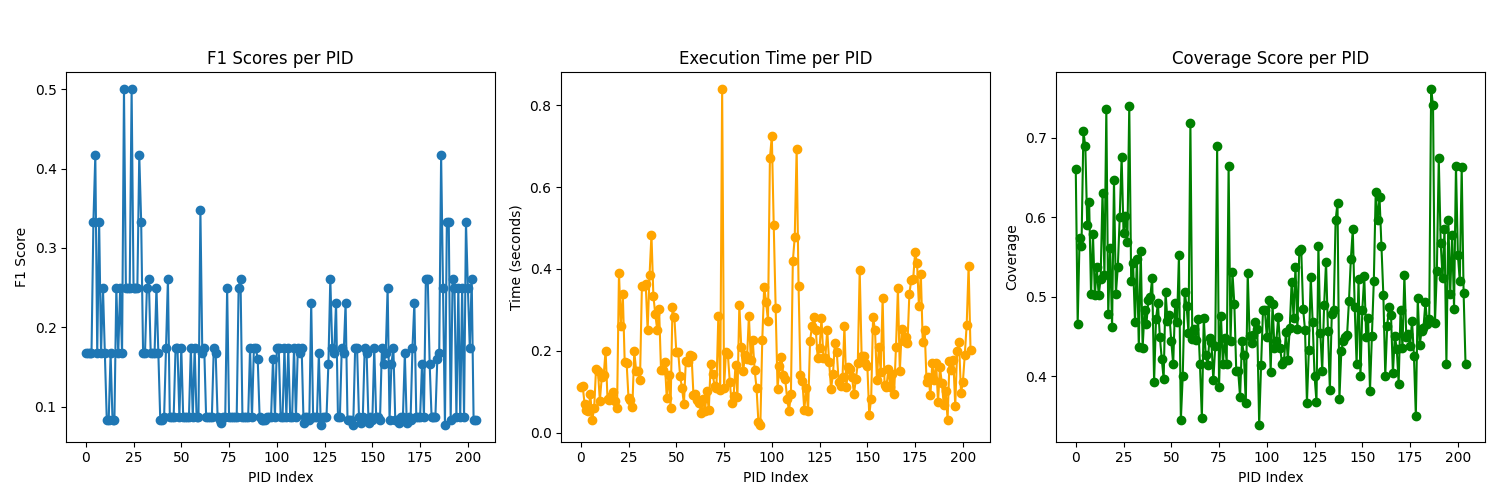 F1 Scores per PID
F1 Score
0.5
0.4
0.3
0.2
0.1
0 25 50 75 100 125 150 175 200
PID Index
Execution Time per PID
Time (seconds)
0.8
0.6
0.4
0.2
0.0
0 25 50 75 100 125 150 175 200
PID Index
Coverage Score per PID
Coverage
0.7
0.6
0.5
0.4
0 25 50 75 100 125 150 175 200
PID Index